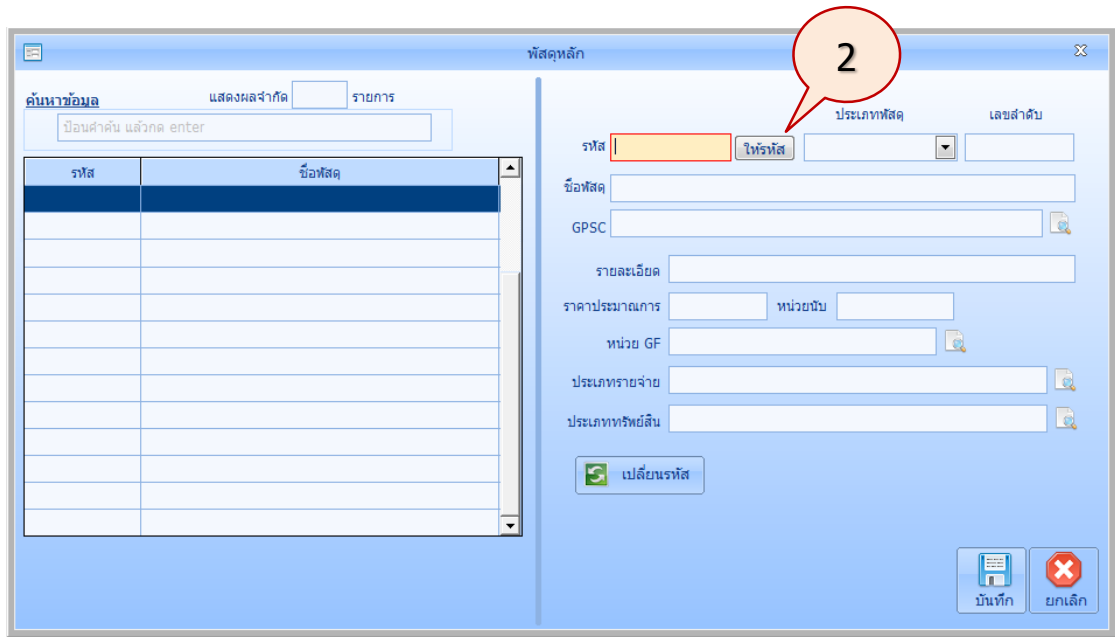 พัสดุหลัก
2
ค้นหาข้อมูล แสดงผลจำกัด รายการ
ป้อนคำค้น แล้วกด enter
รหัส ชื่อพัสดุ
ประเภทพัสดุ เลขลำดับ
รหัส ให้รหัส
ชื่อพัสดุ
GPSC
รายละเอียด
ราคาประมาณการ หน่วยนับ
หน่วย GF
ประเภทรายจ่าย
ประเภททรัพย์สิน
เปลี่ยนรหัส
บันทึก ยกเลิก